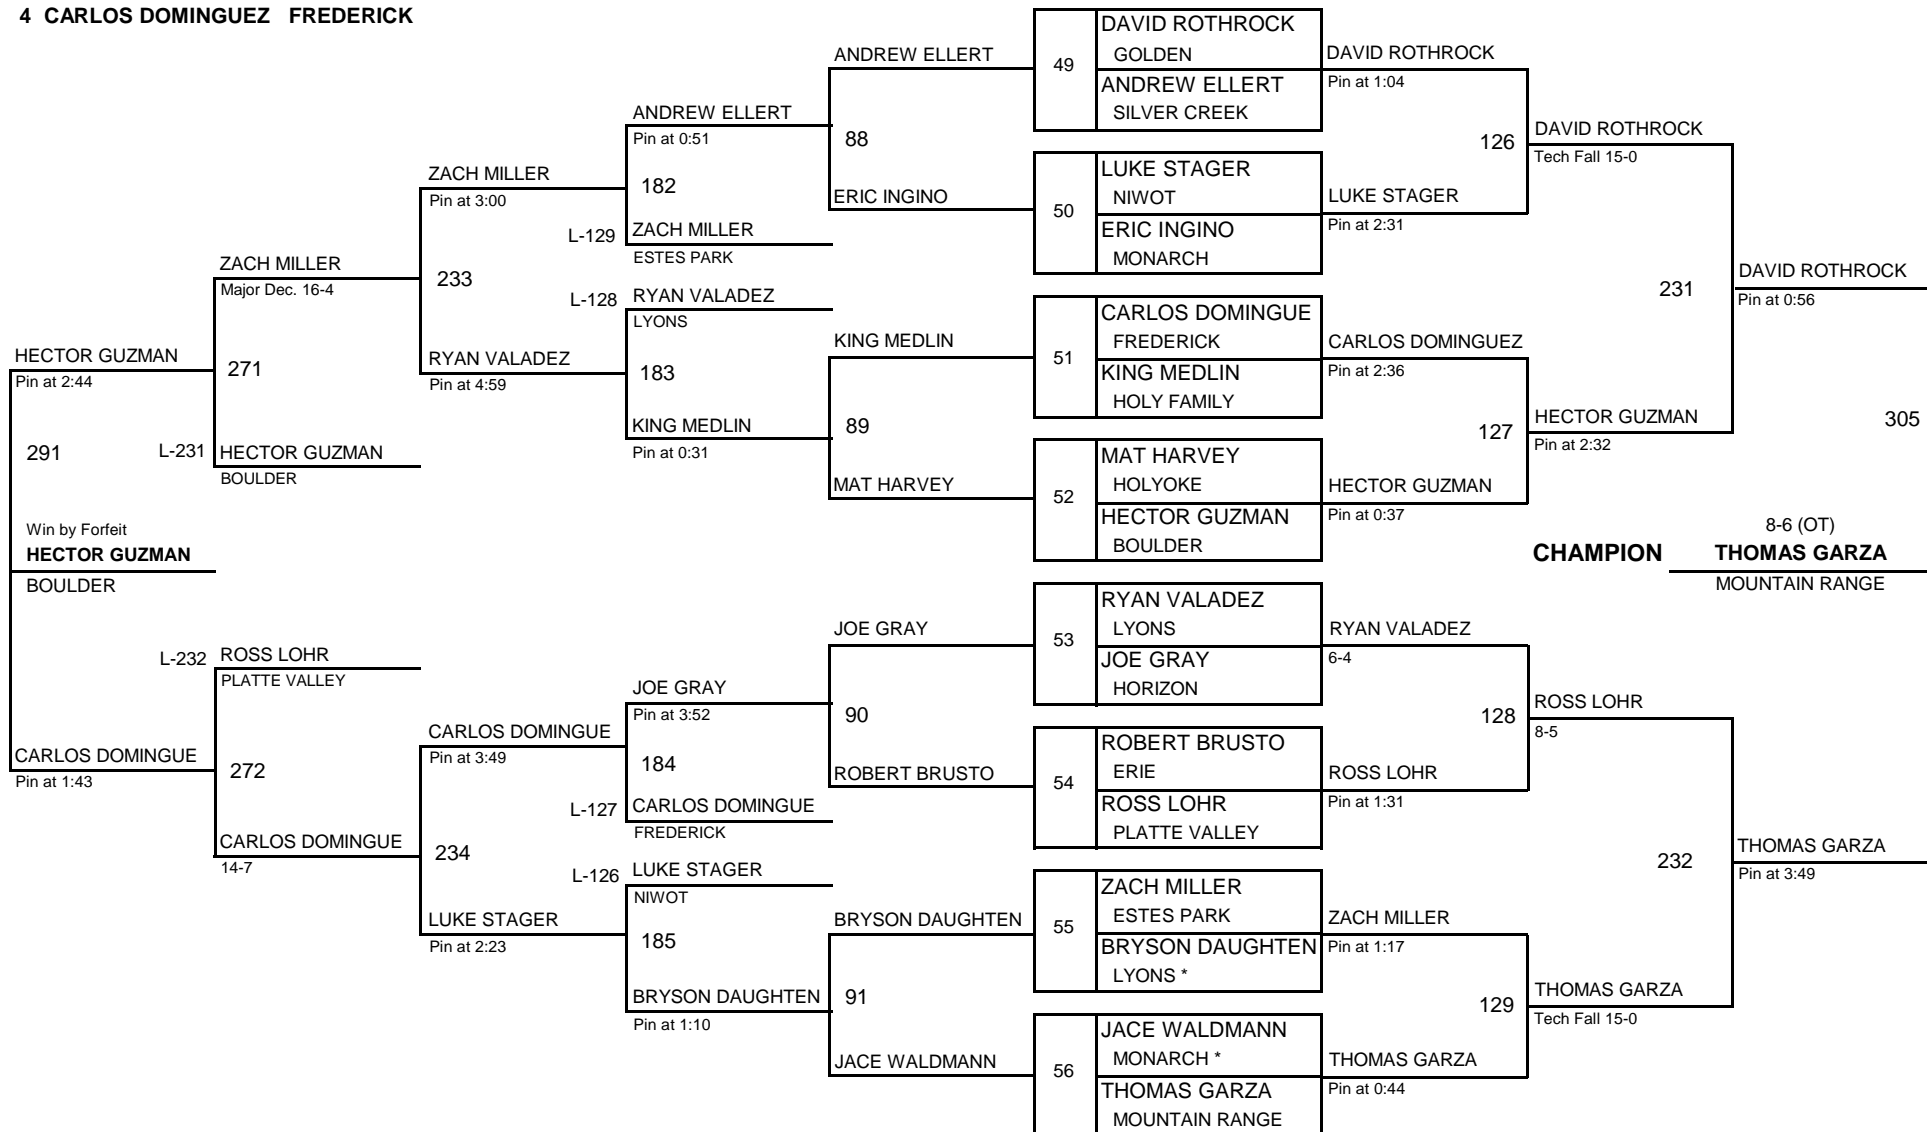 4 CARLOS DOMINGUEZ FREDERICK
DAVID ROTHROCK
GOLDEN
49
ANDREW ELLERT
SILVER CREEK
LUKE STAGER
NIWOT
50
ERIC INGINO
MONARCH
CARLOS DOMINGUE
FREDERICK
51
KING MEDLIN
HOLY FAMILY
MAT HARVEY
HOLYOKE
52
HECTOR GUZMAN
BOULDER
RYAN VALADEZ
LYONS
53
JOE GRAY
HORIZON
ROBERT BRUSTO
ERIE
54
ROSS LOHR
PLATTE VALLEY
ZACH MILLER
ESTES PARK
55
BRYSON DAUGHTEN
LYONS *
JACE WALDMANN
MONARCH *
56
THOMAS GARZA
MOUNTAIN RANGE
DAVID ROTHROCK
Pin at 1:04
126
LUKE STAGER
Pin at 2:31
CARLOS DOMINGUEZ
Pin at 2:36
127
HECTOR GUZMAN
Pin at 0:37
RYAN VALADEZ
6-4
128
ROSS LOHR
Pin at 1:31
ZACH MILLER
Pin at 1:17
129
THOMAS GARZA
Pin at 0:44
DAVID ROTHROCK
Tech Fall 15-0
231
HECTOR GUZMAN
Pin at 2:32
ROSS LOHR
8-5
232
THOMAS GARZA
Tech Fall 15-0
DAVID ROTHROCK
Pin at 0:56
305
8-6 (OT)
CHAMPION THOMAS GARZA
MOUNTAIN RANGE
THOMAS GARZA
Pin at 3:49
ANDREW ELLERT
88
ERIC INGINO
KING MEDLIN
89
MAT HARVEY
JOE GRAY
90
ROBERT BRUSTO
BRYSON DAUGHTEN
91
JACE WALDMANN
ANDREW ELLERT
Pin at 0:51
182
L-129 ZACH MILLER
ESTES PARK
L-128 RYAN VALADEZ
LYONS
183
KING MEDLIN
Pin at 0:31
JOE GRAY
Pin at 3:52
184
L-127 CARLOS DOMINGUE
FREDERICK
L-126 LUKE STAGER
NIWOT
185
BRYSON DAUGHTEN
Pin at 1:10
ZACH MILLER
Pin at 3:00
233
RYAN VALADEZ
Pin at 4:59
CARLOS DOMINGUE
Pin at 3:49
234
LUKE STAGER
Pin at 2:23
ZACH MILLER
Major Dec. 16-4
271
L-231 HECTOR GUZMAN
BOULDER
L-232 ROSS LOHR
PLATTE VALLEY
272
CARLOS DOMINGUE
14-7
HECTOR GUZMAN
Pin at 2:44
291
Win by Forfeit
HECTOR GUZMAN
BOULDER
CARLOS DOMINGUE
Pin at 1:43